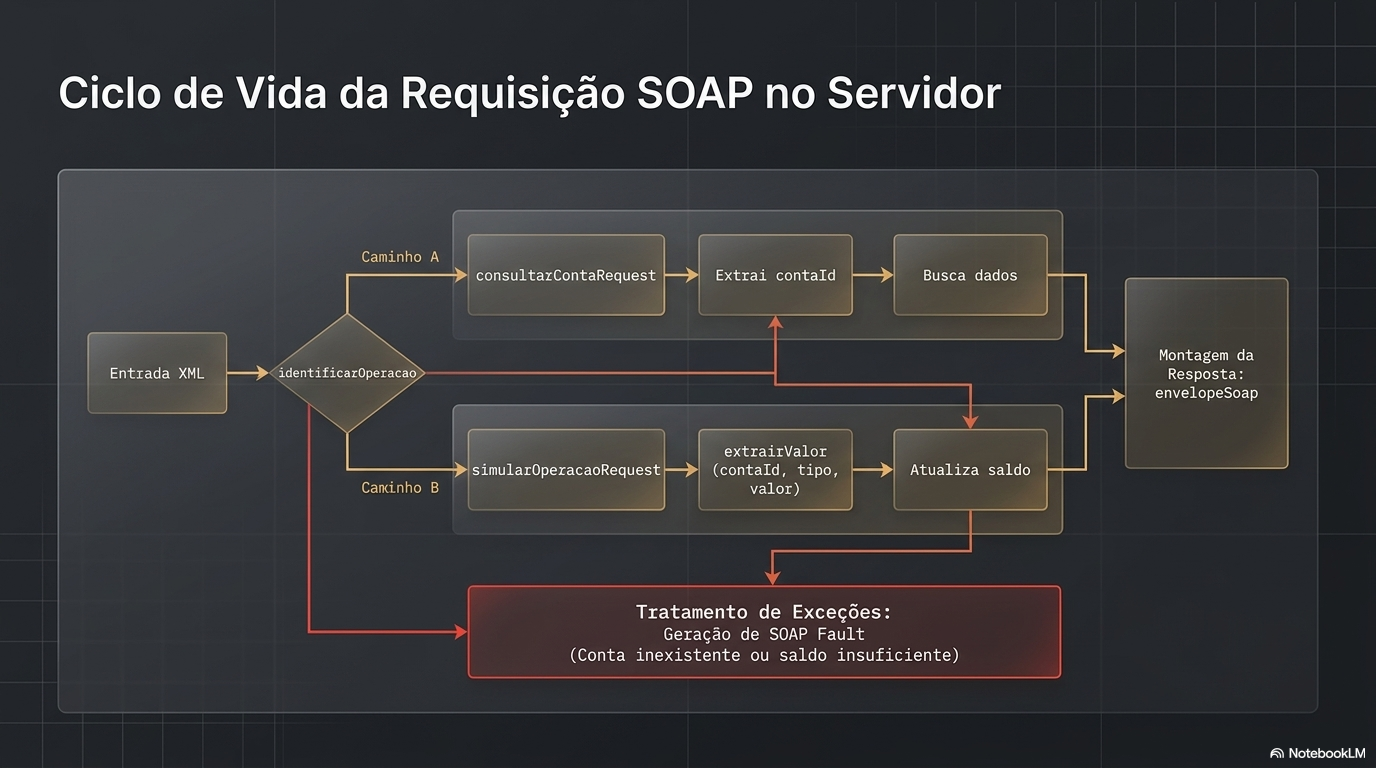 Ciclo de Vida da Requisição SOAP no Servidor
Caminho A
consultarContaRequest
Extrai contaId
Busca dados
Entrada XML
identificarOperacao
Montagem da
Resposta:
envelopeSoap
simularOperacaoRequest
extrairValor
(contaId, tipo,
valor)
Atualiza saldo
Caminho B
Tratamento de Exceções:
Geração de SOAP Fault
(Conta inexistente ou saldo insuficiente)
NotebookLM